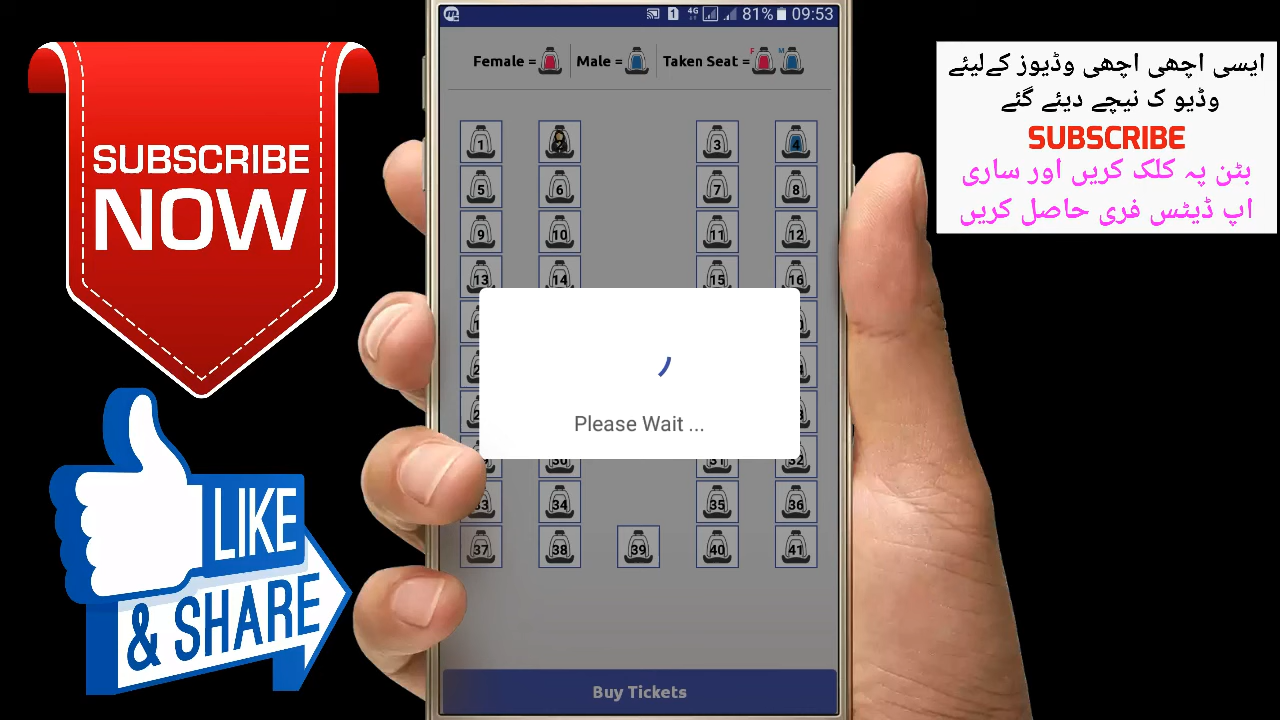 81% 09:53
Female =
Male =
Taken Seat = F M
1
3
4
5
6
7
8
9
10
11
12
13
14
15
16
Please Wait ...
30
31
32
33
34
35
36
37
38
39
40
41
Buy Tickets
SUBSCRIBE
NOW
LIKE
& SHARE
ایسی اچھی اچھی وڈیوز کےلیئے
وڈیو ک نیچے دیئے گئے
SUBSCRIBE
بٹن پہ کلک کریں اور ساری
اپ ڈیٹس فری حاصل کریں